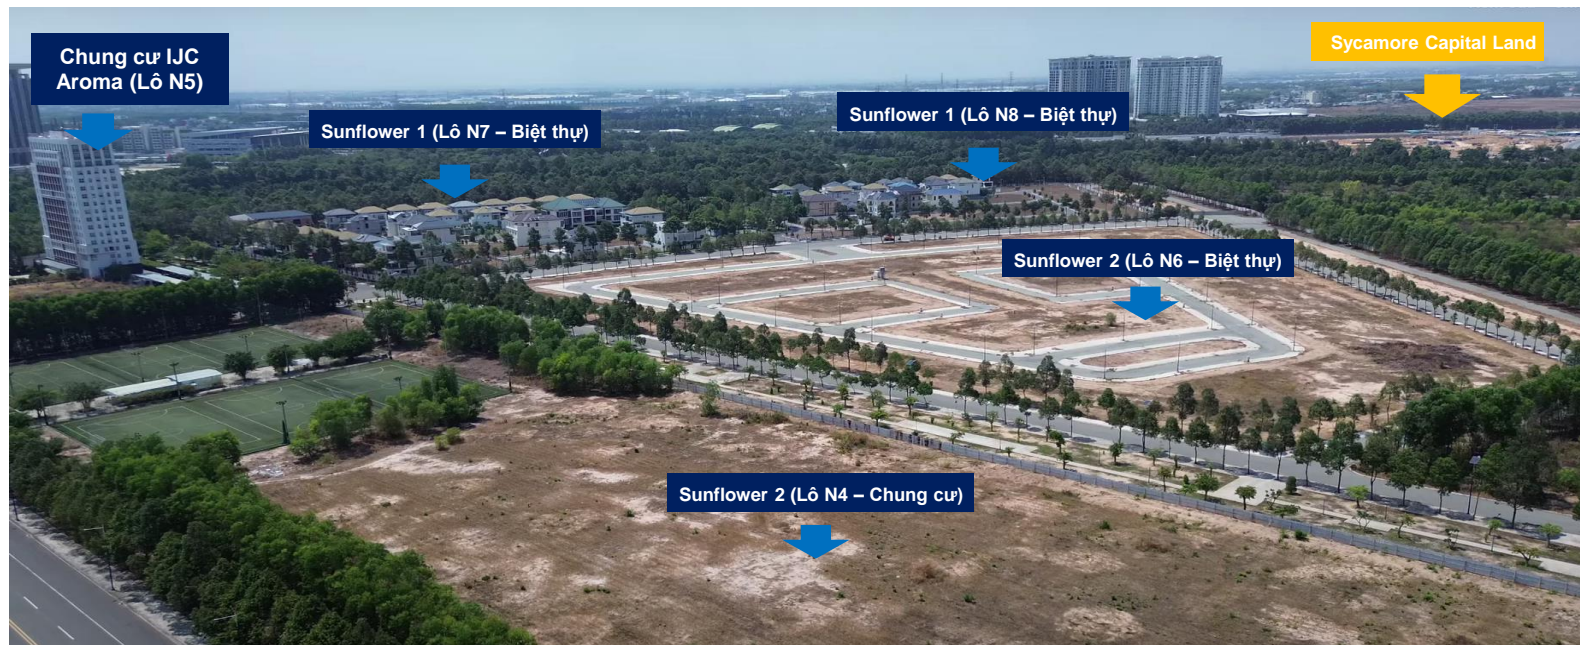 Chung cư IJC
Aroma (Lô N5)
Sunflower 1 (Lô N7 – Biệt thự)
Sunflower 1 (Lô N8 – Biệt thự)
Sycamore Capital Land
Sunflower 2 (Lô N6 – Biệt thự)
Sunflower 2 (Lô N4 – Chung cư)